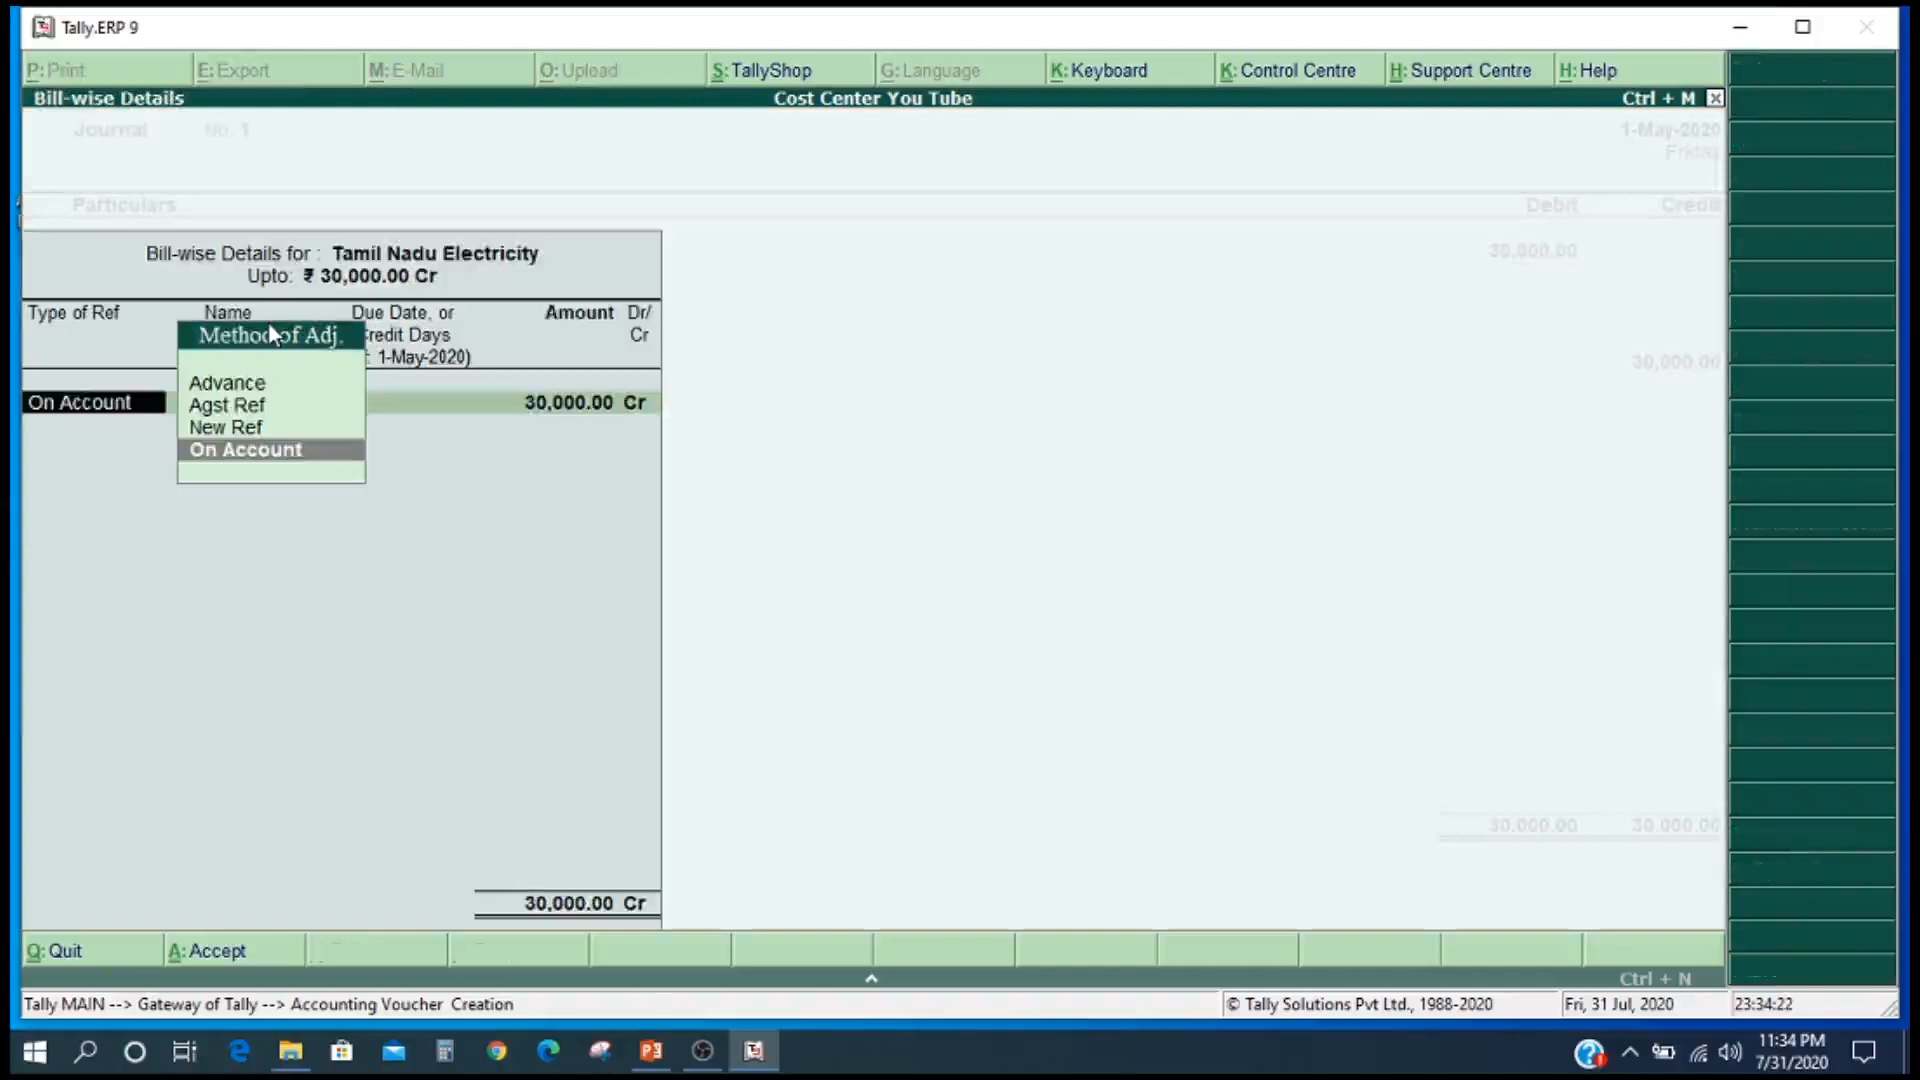 Tally.ERP 9
P: Print E: Export M: E-Mail O: Upload S: TallyShop G: Language K: Keyboard K: Control Centre H: Support Centre H: Help
Bill-wise Details Cost Center You Tube Ctrl + M
Journal No. 1 1-May-2020
Friday
Particulars Debit Credit
Bill-wise Details for : Tamil Nadu Electricity 30,000.00
Upto: ₹ 30,000.00 Cr
Type of Ref Name Due Date, or Amount Dr/
Method of Adj. Credit Days Cr
: 1-May-2020) 30,000.00
Advance
On Account Agst Ref 30,000.00 Cr
New Ref
On Account
30,000.00 30,000.00
30,000.00 Cr
Q: Quit A: Accept
Ctrl + N
Tally MAIN --> Gateway of Tally --> Accounting Voucher Creation © Tally Solutions Pvt Ltd., 1988-2020 Fri, 31 Jul, 2020 23:34:22
11:34 PM
7/31/2020